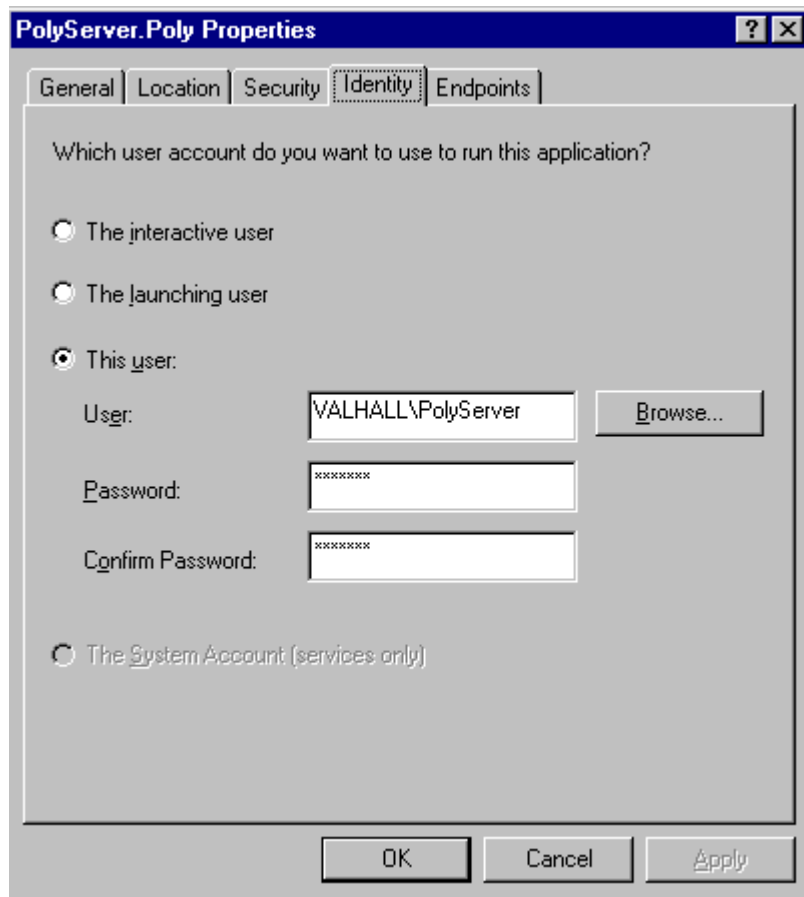 PolyServer.Poly Properties
General Location Security Identity Endpoints
Which user account do you want to use to run this application?
The interactive user
The launching user
This user:
User: VALHALL\PolyServer Browse...
Password: *******
Confirm Password: *******
The System Account (services only)
OK Cancel Apply